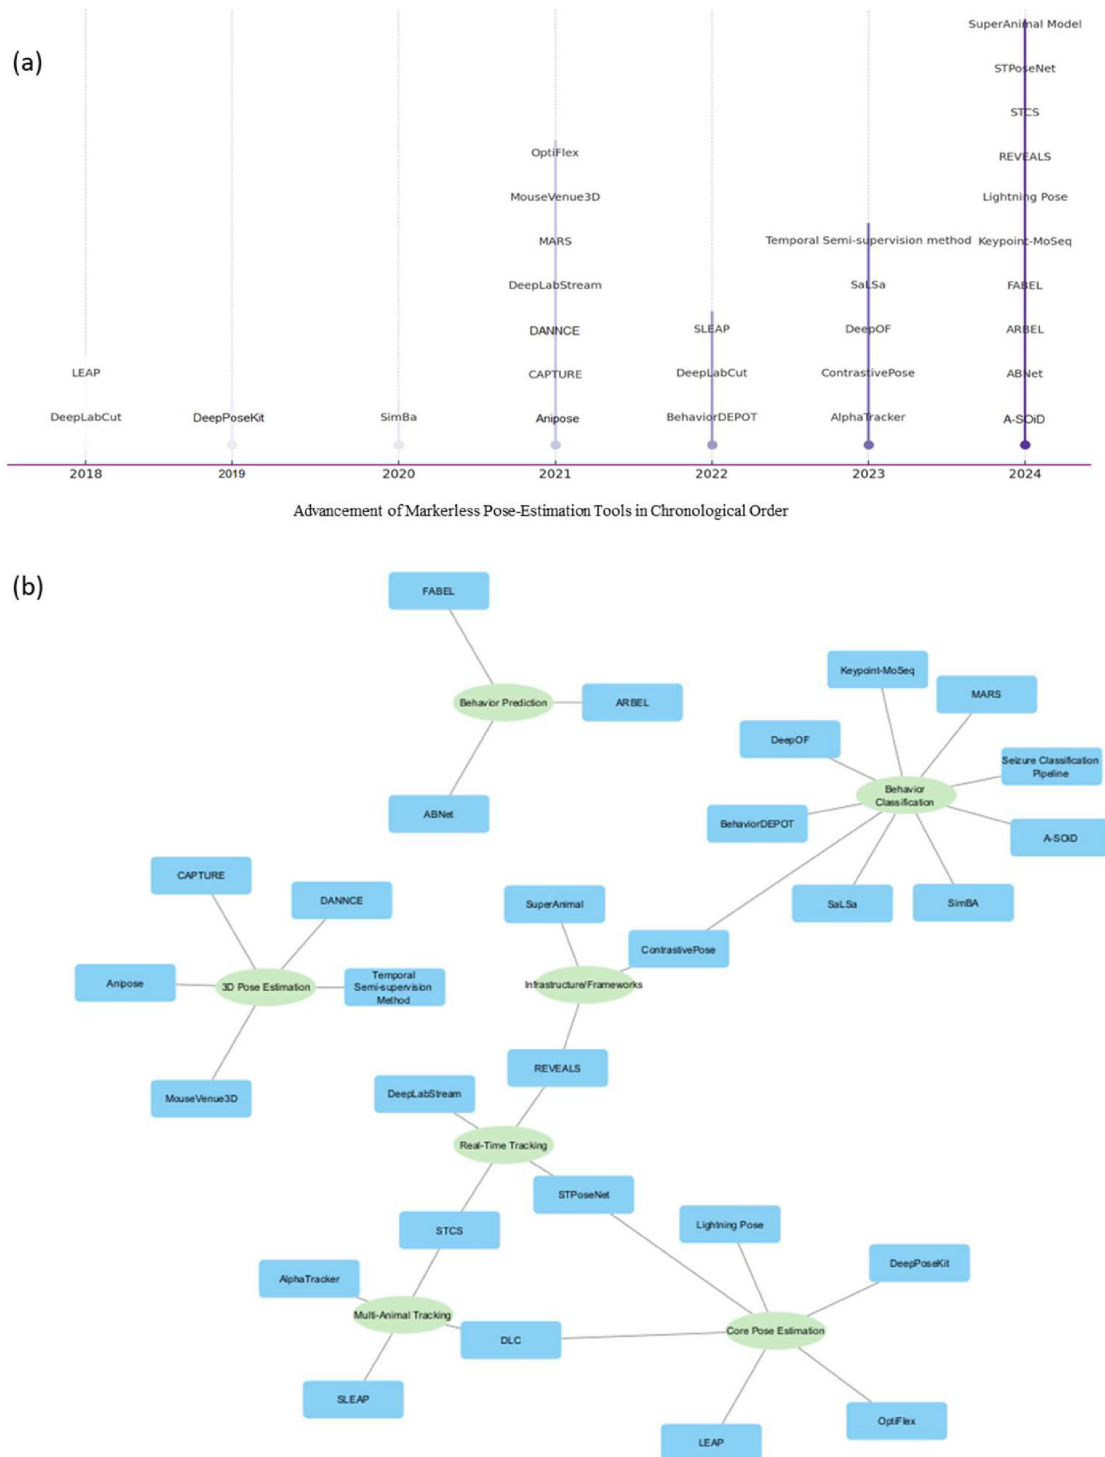 (a)
SuperAnimal Model
STPoseNet
STCS
OptiFlex
REVEALS
MouseVenue3D
Lightning Pose
MARS
Temporal Semi-supervision method
Keypoint-MoSeq
DeepLabStream
SaLSa
FABEL
DANNCE
SLEAP
DeepOF
ARBEL
LEAP
CAPTURE
DeepLabCut
ContrastivePose
ABNet
DeepLabCut
DeepPoseKit
SimBa
Anipose
BehaviorDEPOT
AlphaTracker
A-SOiD
2018
2019
2020
2021
2022
2023
2024
Advancement of Markerless Pose-Estimation Tools in Chronological Order
(b)
FABEL
Behavior Prediction
ARBEL
ABNet
Keypoint-MoSeq
MARS
DeepOF
Seizure Classification
Pipeline
Behavior
Classification
BehaviorDEPOT
A-SOiD
SaLSa
SimBA
CAPTURE
DANNCE
Anipose
3D Pose Estimation
Temporal
Semi-supervision
Method
MouseVenue3D
SuperAnimal
ContrastivePose
Infrastructure/Frameworks
REVEALS
DeepLabStream
Real-Time Tracking
STPoseNet
STCS
Lightning Pose
DeepPoseKit
AlphaTracker
Multi-Animal Tracking
DLC
Core Pose Estimation
SLEAP
OptiFlex
LEAP